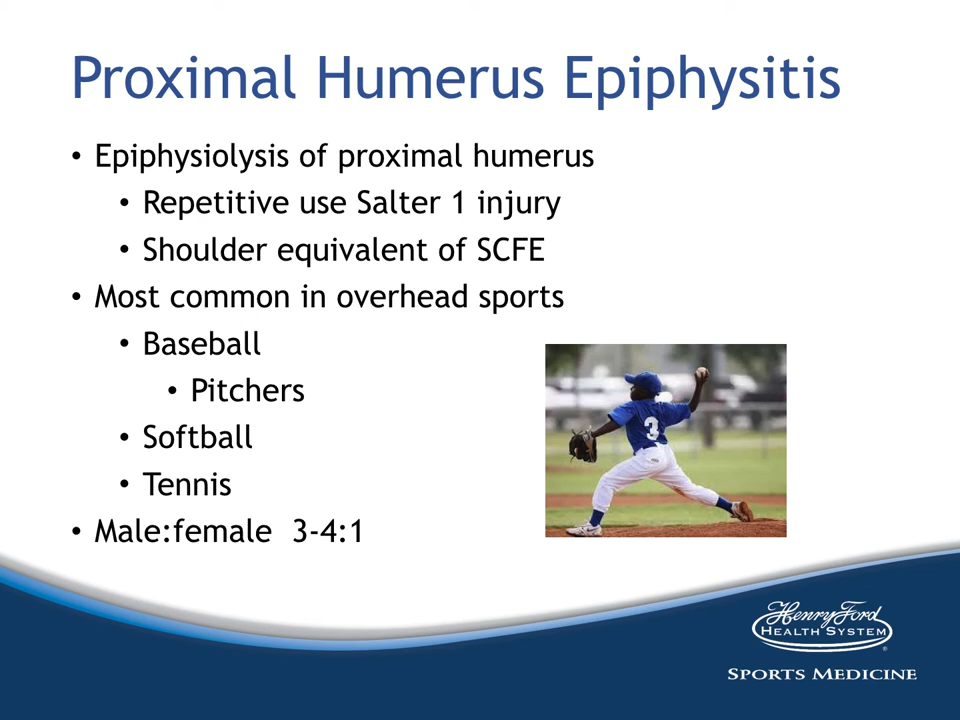 Proximal Humerus Epiphysitis
• Epiphysiolysis of proximal humerus
• Repetitive use Salter 1 injury
• Shoulder equivalent of SCFE
• Most common in overhead sports
• Baseball
• Pitchers
• Softball
• Tennis
• Male:female 3-4:1
3
Henry Ford
HEALTH SYSTEM
®
SPORTS MEDICINE